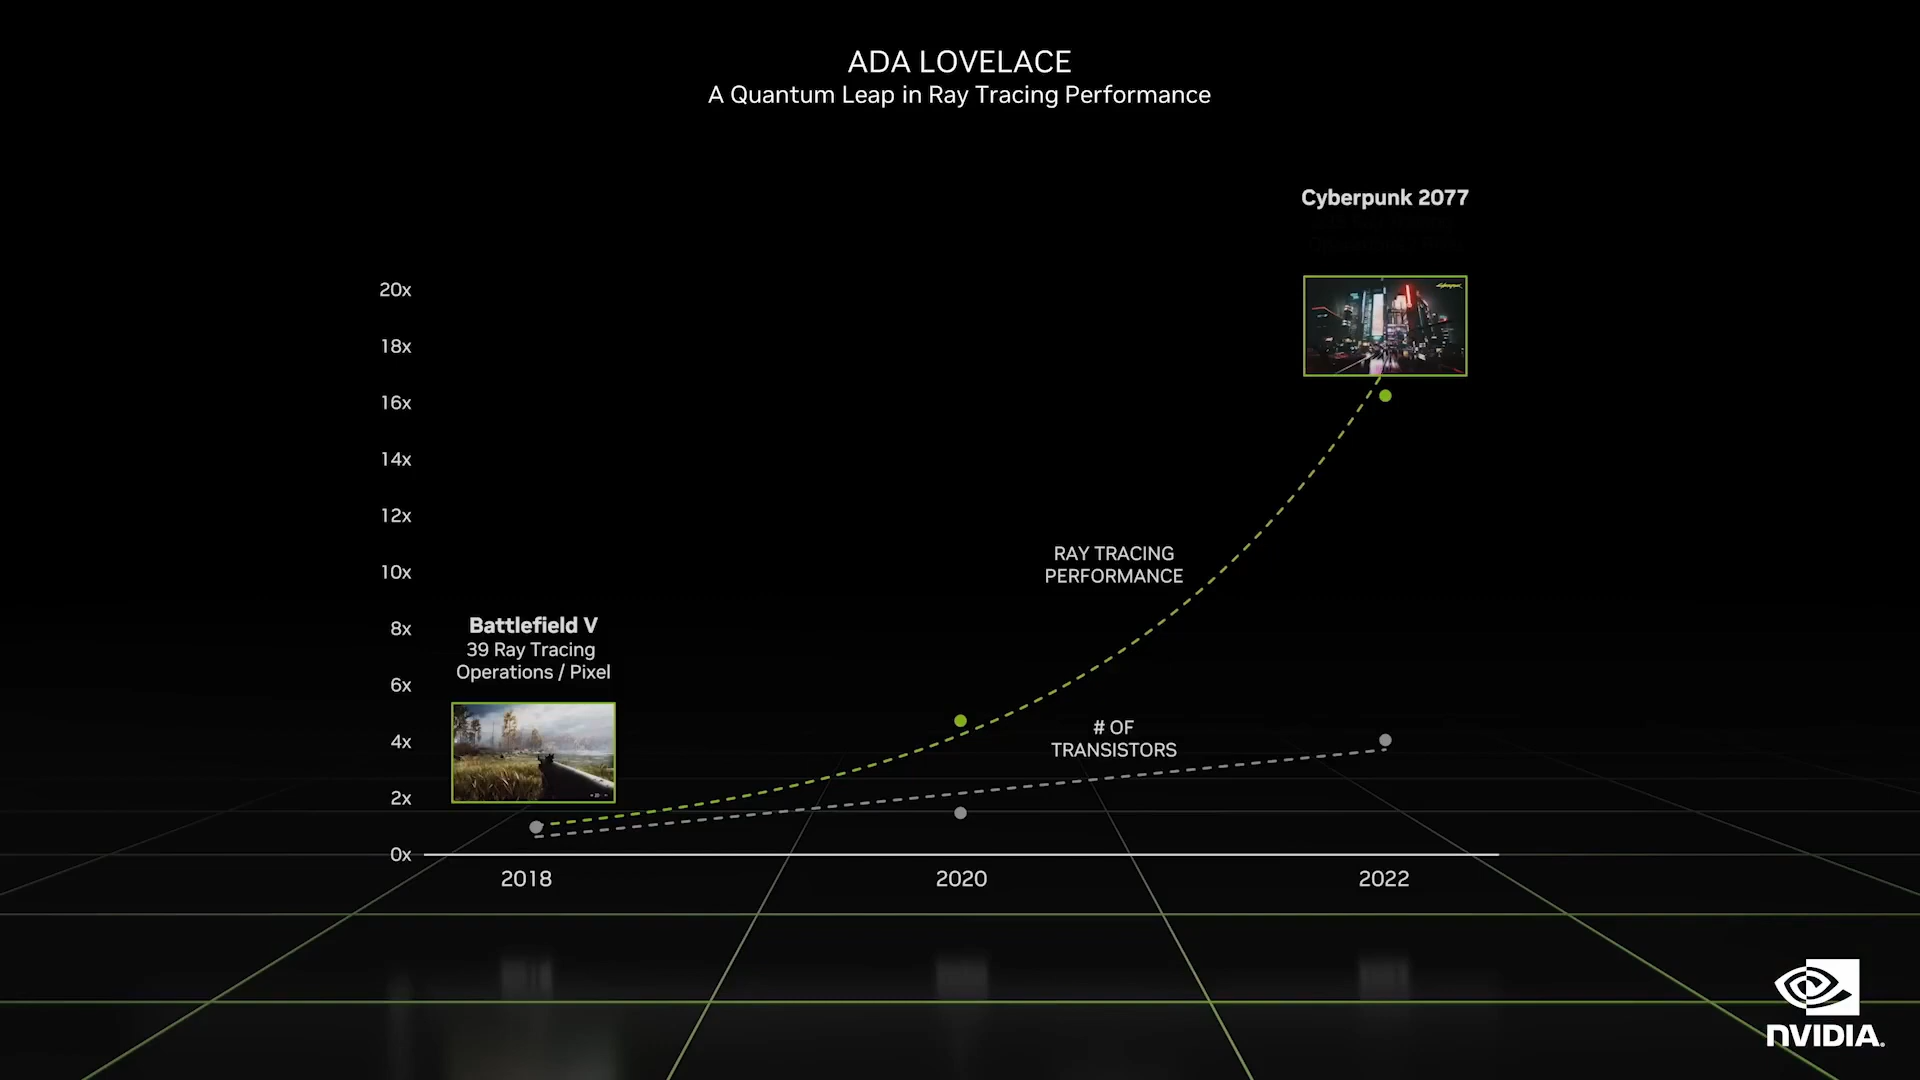 ADA LOVELACE
A Quantum Leap in Ray Tracing Performance
Cyberpunk 2077
20x
18x
16x
14x
12x
10x
8x
6x
4x
2x
0x
RAY TRACING
PERFORMANCE
Battlefield V
39 Ray Tracing
Operations / Pixel
# OF
TRANSISTORS
2018
2020
2022
NVIDIA.